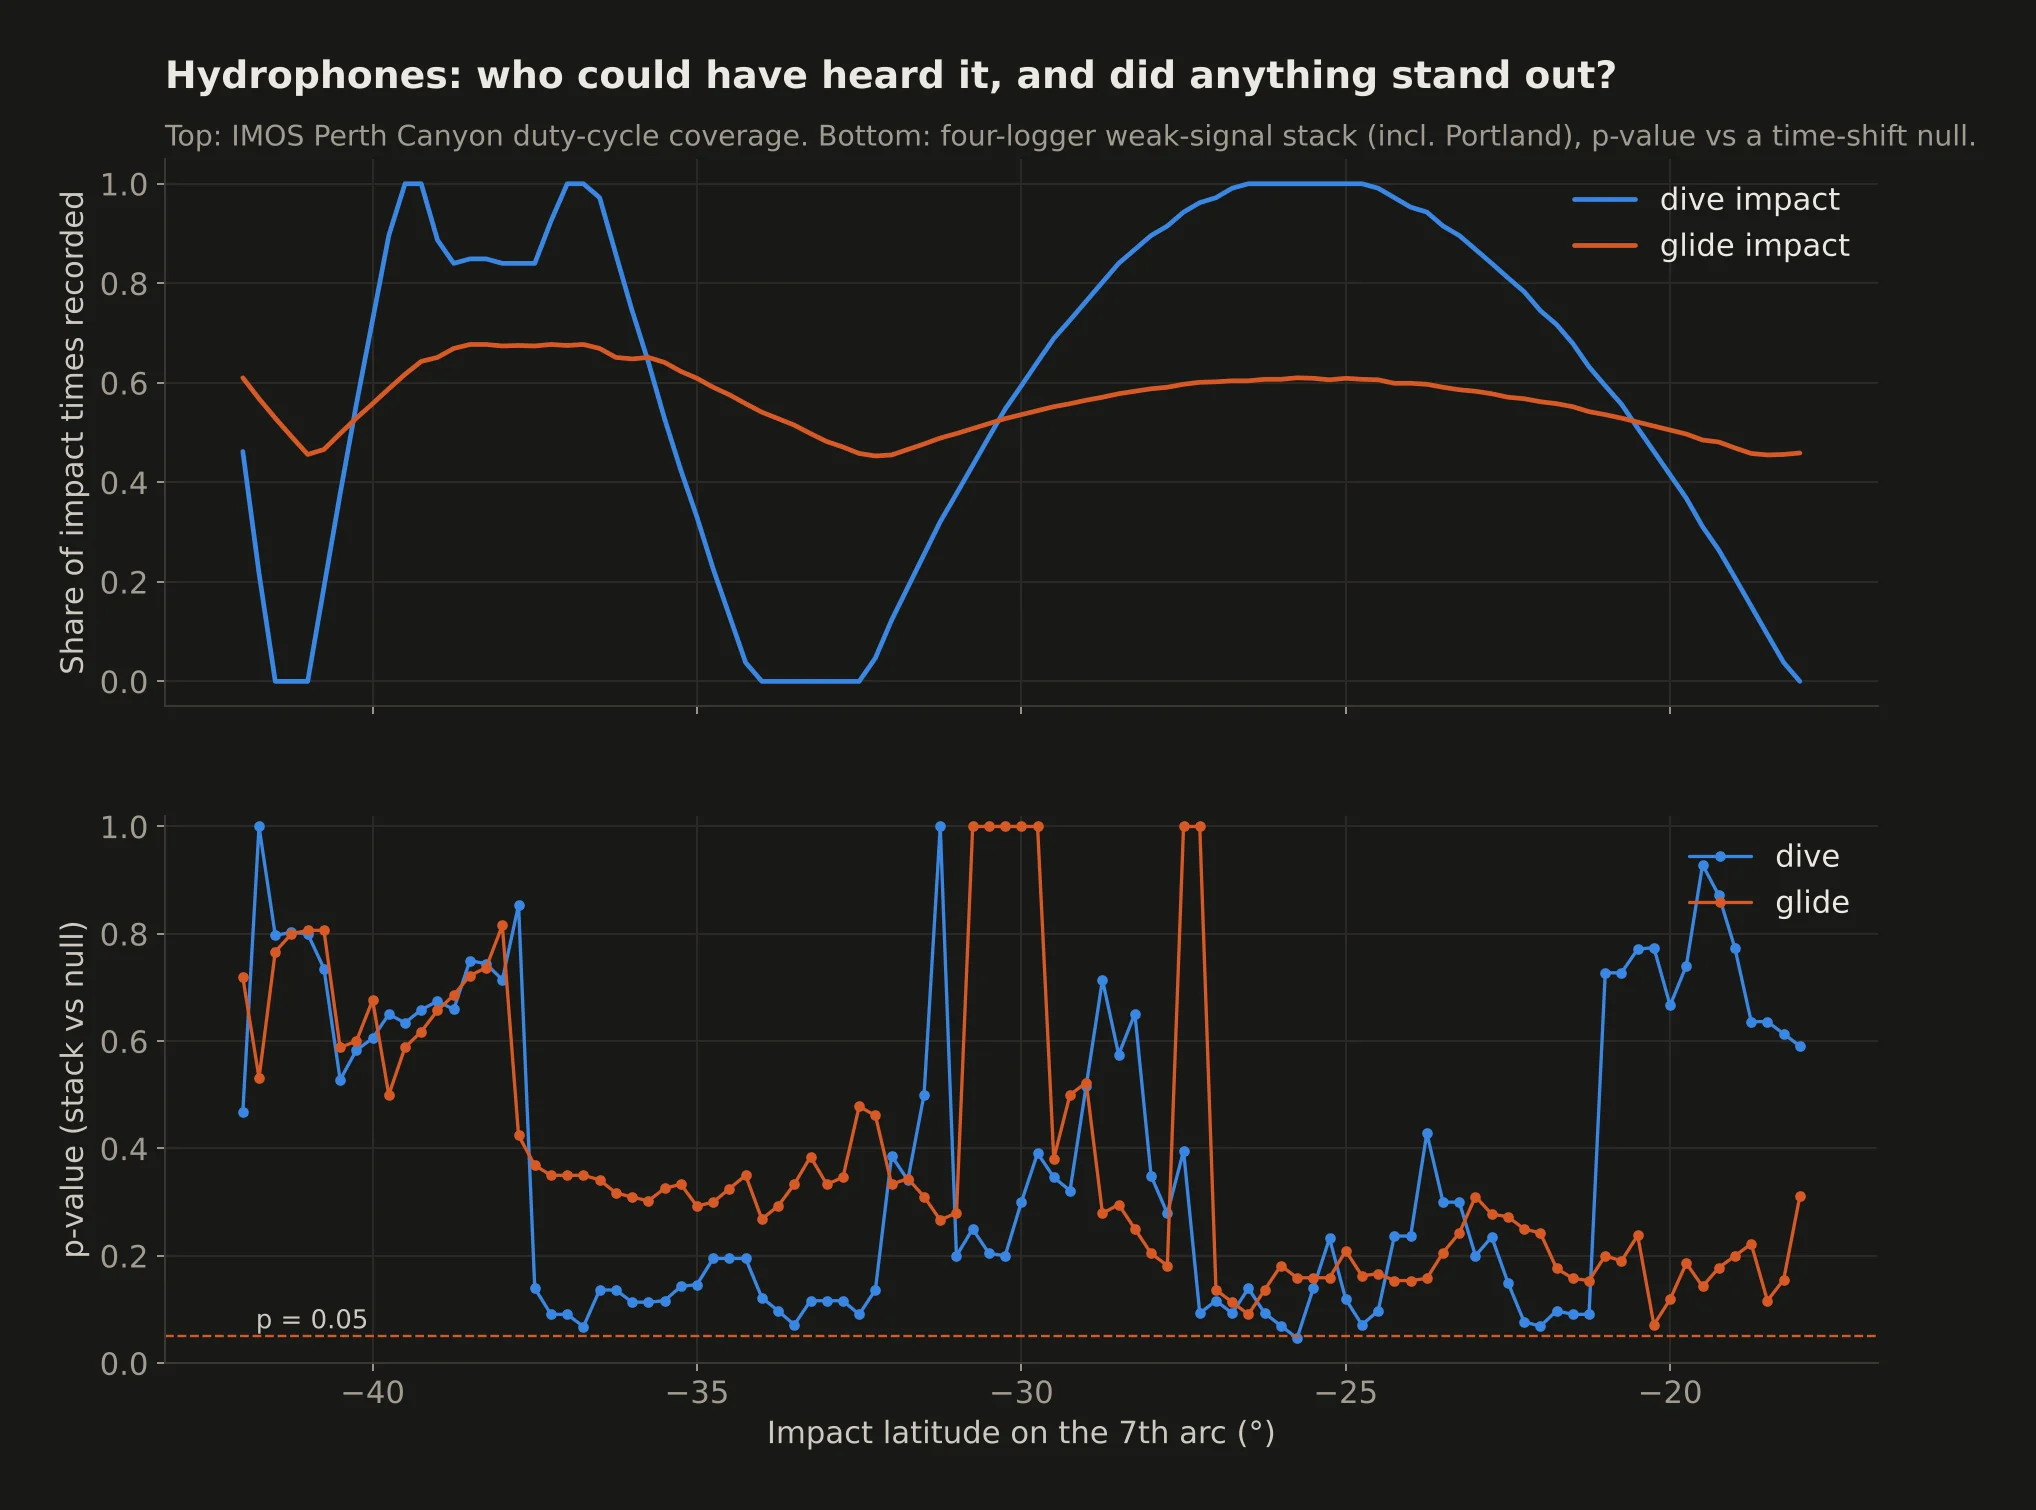 Hydrophones: who could have heard it, and did anything stand out?
Top: IMOS Perth Canyon duty-cycle coverage. Bottom: four-logger weak-signal stack (incl. Portland), p-value vs a time-shift null.
Share of impact times recorded
1.0
0.8
0.6
0.4
0.2
0.0
dive impact
glide impact
p-value (stack vs null)
1.0
0.8
0.6
0.4
0.2
0.0
dive
glide
p = 0.05
−40
−35
−30
−25
−20
Impact latitude on the 7th arc (°)